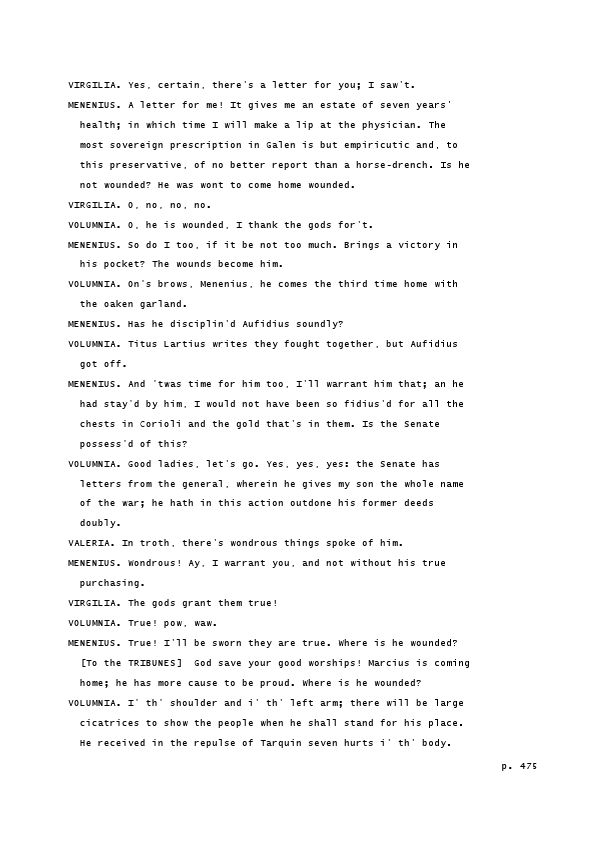 VIRGILIA. Yes, certain, there's a letter for you; I saw't.
MENENIUS. A letter for me! It gives me an estate of seven years'
health; in which time I will make a lip at the physician. The
most sovereign prescription in Galen is but empiricutic and, to
this preservative, of no better report than a horse-drench. Is he
not wounded? He was wont to come home wounded.
VIRGILIA. O, no, no, no.
VOLUMNIA. O, he is wounded, I thank the gods for't.
MENENIUS. So do I too, if it be not too much. Brings a victory in
his pocket? The wounds become him.
VOLUMNIA. On's brows, Menenius, he comes the third time home with
the oaken garland.
MENENIUS. Has he disciplin'd Aufidius soundly?
VOLUMNIA. Titus Lartius writes they fought together, but Aufidius
got off.
MENENIUS. And 'twas time for him too, I'll warrant him that; an he
had stay'd by him, I would not have been so fidius'd for all the
chests in Corioli and the gold that's in them. Is the Senate
possess'd of this?
VOLUMNIA. Good ladies, let's go. Yes, yes, yes: the Senate has
letters from the general, wherein he gives my son the whole name
of the war; he hath in this action outdone his former deeds
doubly.
VALERIA. In troth, there's wondrous things spoke of him.
MENENIUS. Wondrous! Ay, I warrant you, and not without his true
purchasing.
VIRGILIA. The gods grant them true!
VOLUMNIA. True! pow, waw.
MENENIUS. True! I'll be sworn they are true. Where is he wounded?
[To the TRIBUNES]  God save your good worships! Marcius is coming
home; he has more cause to be proud. Where is he wounded?
VOLUMNIA. I' th' shoulder and i' th' left arm; there will be large
cicatrices to show the people when he shall stand for his place.
He received in the repulse of Tarquin seven hurts i' th' body.
p. 475